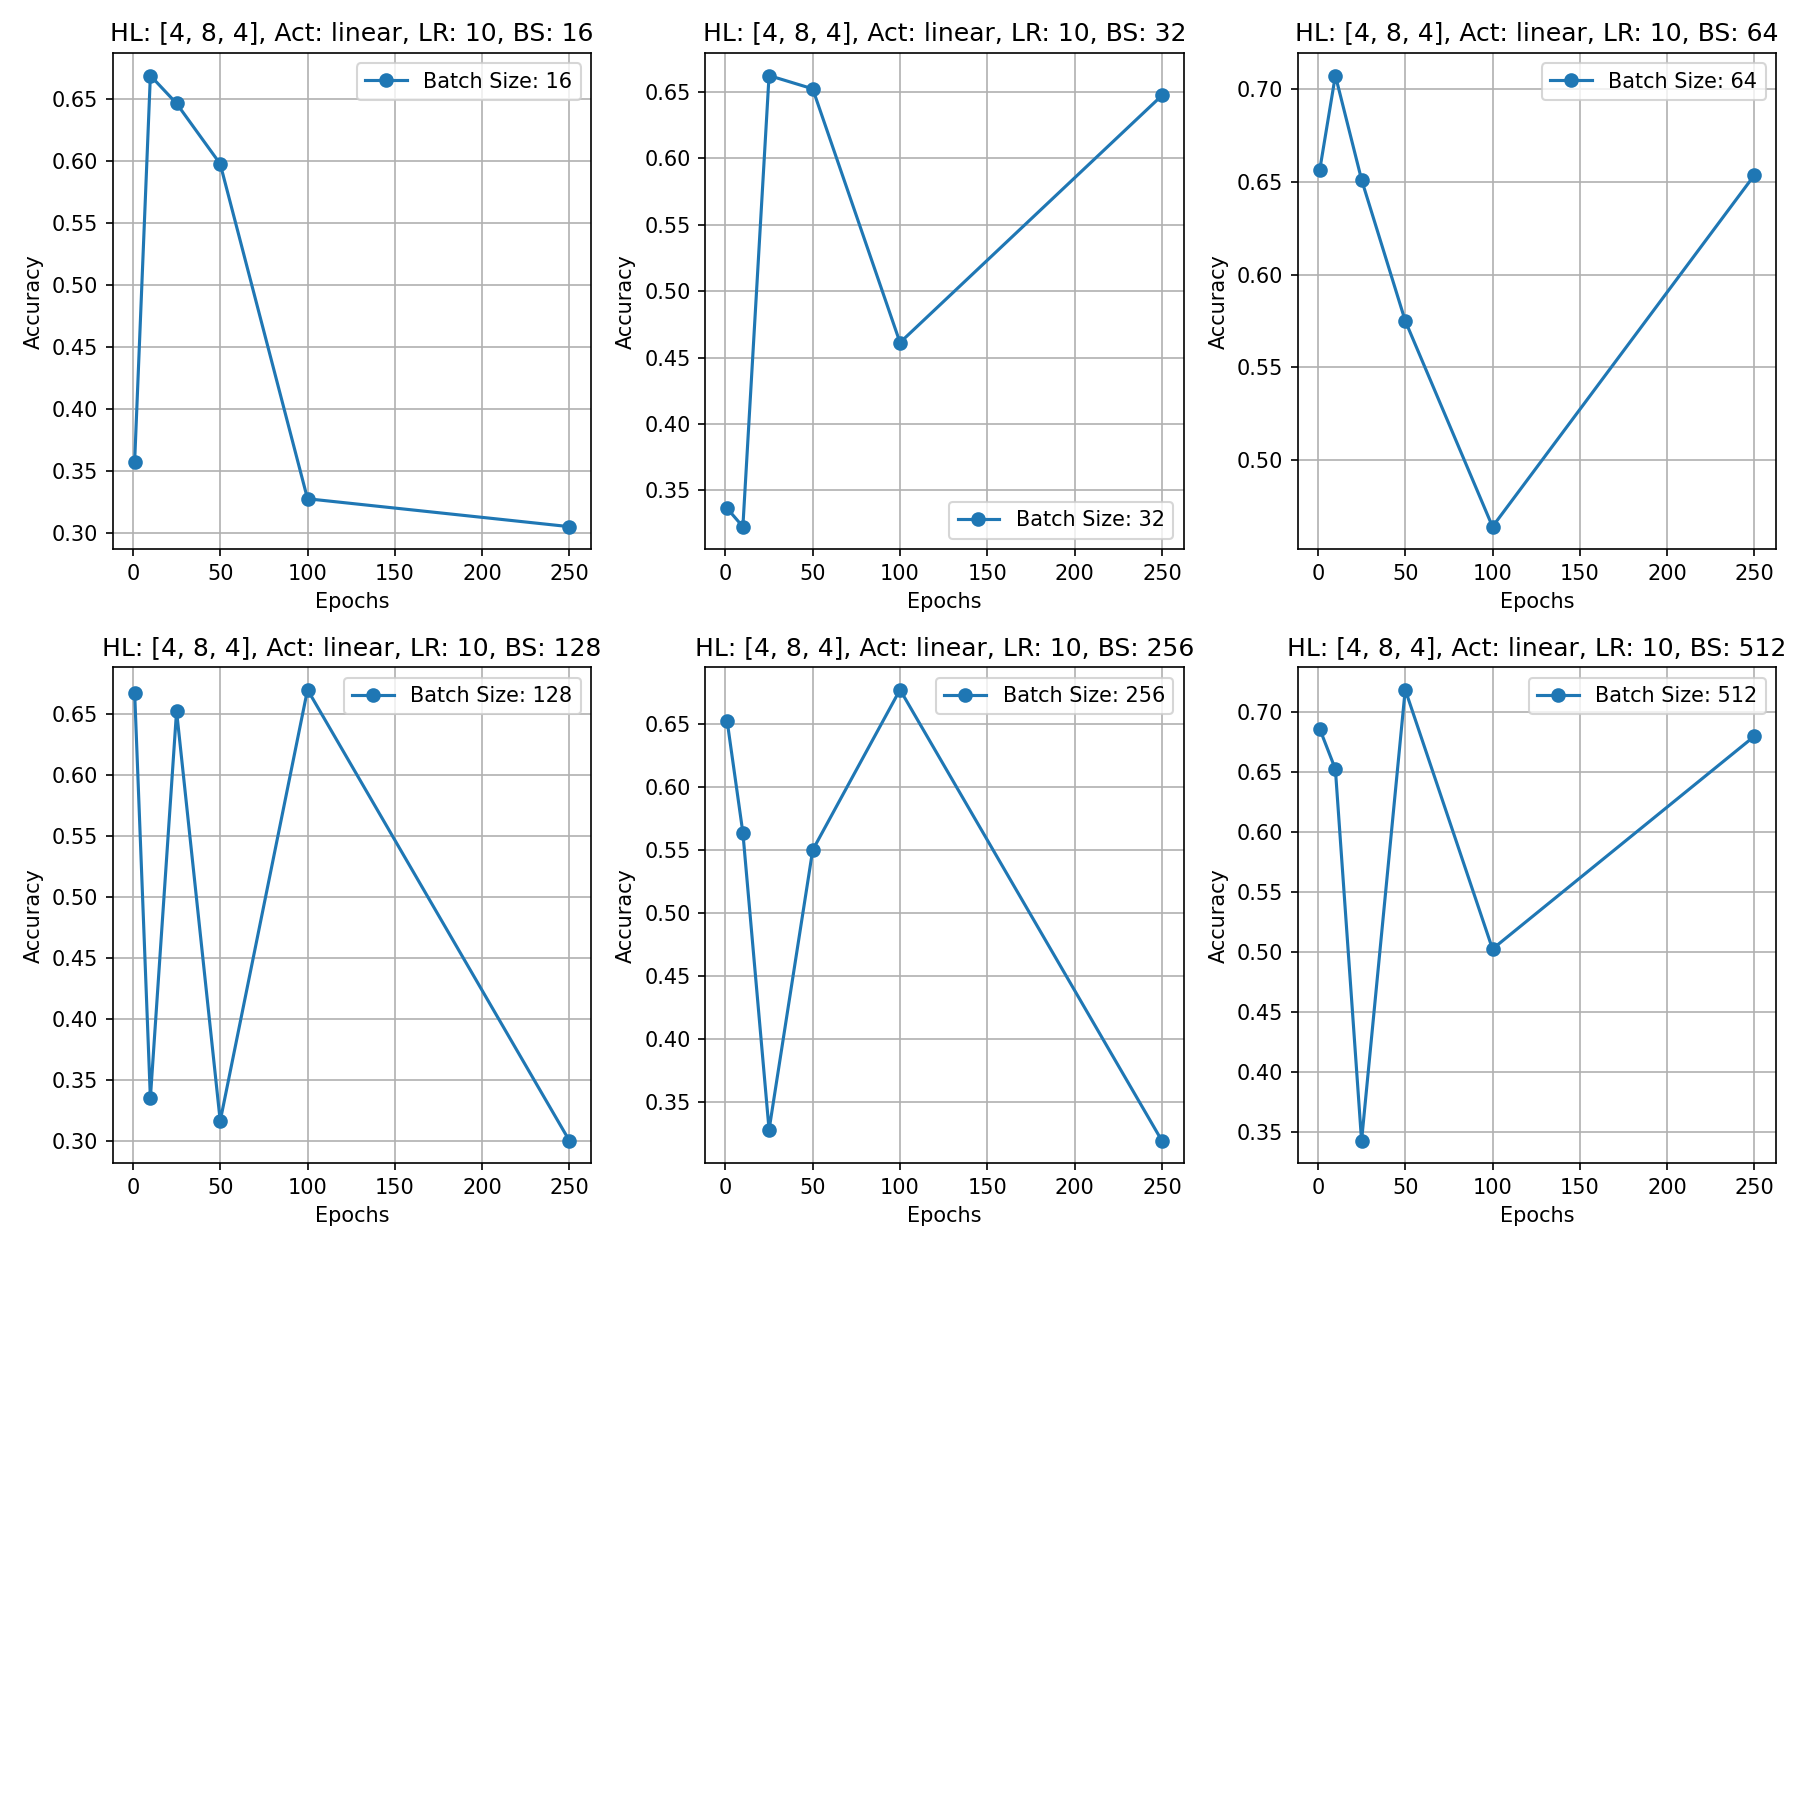 HL: [4, 8, 4], Act: linear, LR: 10, BS: 16
Batch Size: 16
Accuracy
0.65
0.60
0.55
0.50
0.45
0.40
0.35
0.30
0 50 100 150 200 250
Epochs
HL: [4, 8, 4], Act: linear, LR: 10, BS: 32
Batch Size: 32
Accuracy
0.65
0.60
0.55
0.50
0.45
0.40
0.35
0 50 100 150 200 250
Epochs
HL: [4, 8, 4], Act: linear, LR: 10, BS: 64
Batch Size: 64
Accuracy
0.70
0.65
0.60
0.55
0.50
0 50 100 150 200 250
Epochs
HL: [4, 8, 4], Act: linear, LR: 10, BS: 128
Batch Size: 128
Accuracy
0.65
0.60
0.55
0.50
0.45
0.40
0.35
0.30
0 50 100 150 200 250
Epochs
HL: [4, 8, 4], Act: linear, LR: 10, BS: 256
Batch Size: 256
Accuracy
0.65
0.60
0.55
0.50
0.45
0.40
0.35
0 50 100 150 200 250
Epochs
HL: [4, 8, 4], Act: linear, LR: 10, BS: 512
Batch Size: 512
Accuracy
0.70
0.65
0.60
0.55
0.50
0.45
0.40
0.35
0 50 100 150 200 250
Epochs